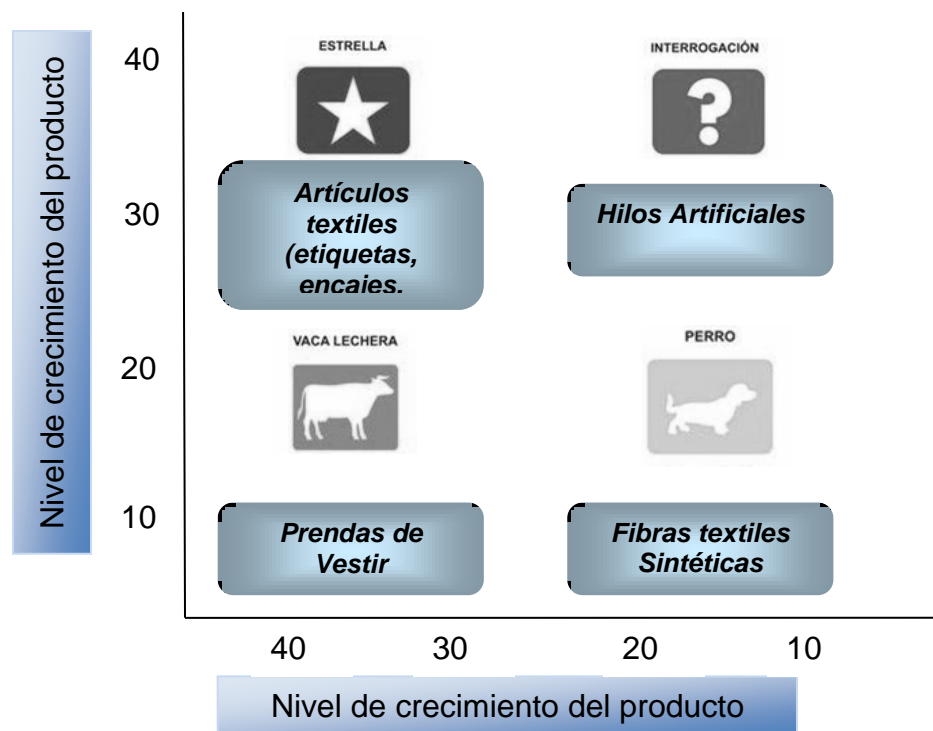 Nivel de crecimiento del producto
40
30
20
10
ESTRELLA
INTERROGACIÓN
Artículos
textiles
(etiquetas,
encajes.
Hilos Artificiales
VACA LECHERA
PERRO
Prendas de
Vestir
Fibras textiles
Sintéticas
40 30 20 10
Nivel de crecimiento del producto